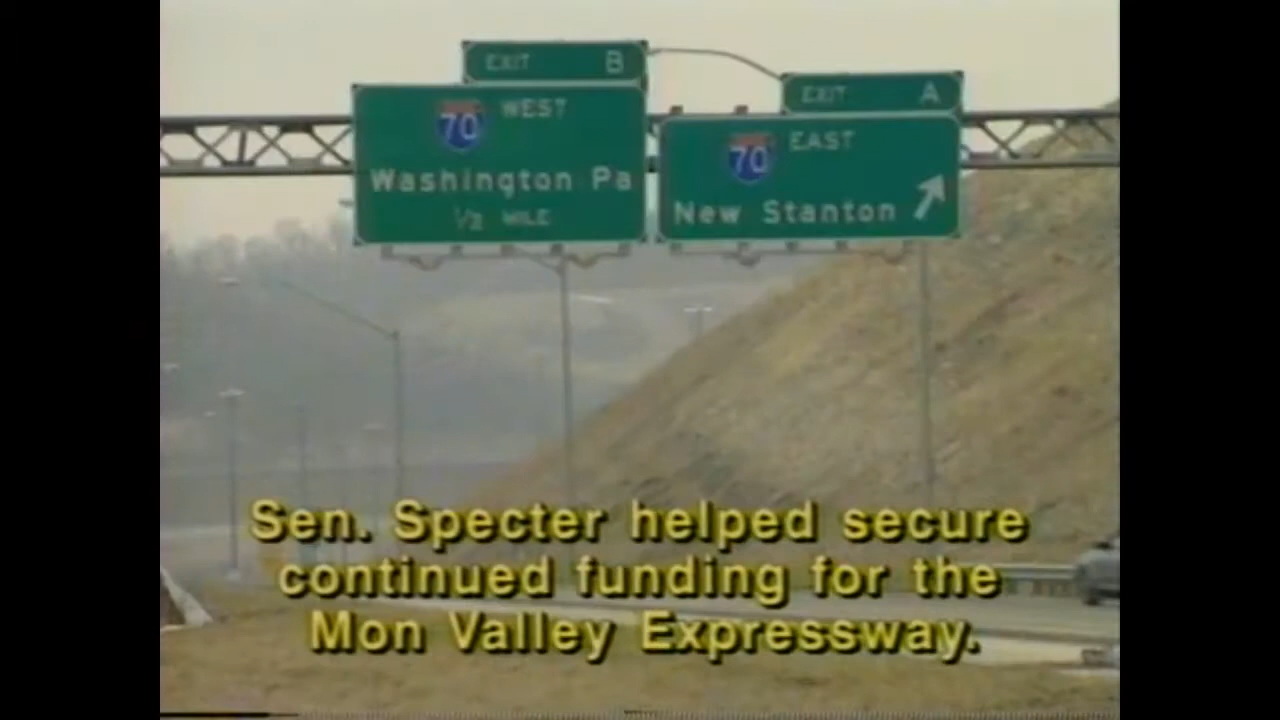 EXIT B
70 WEST
Washington Pa
1/2 MILE
EXIT A
70 EAST
New Stanton
Sen. Specter helped secure
continued funding for the
Mon Valley Expressway.